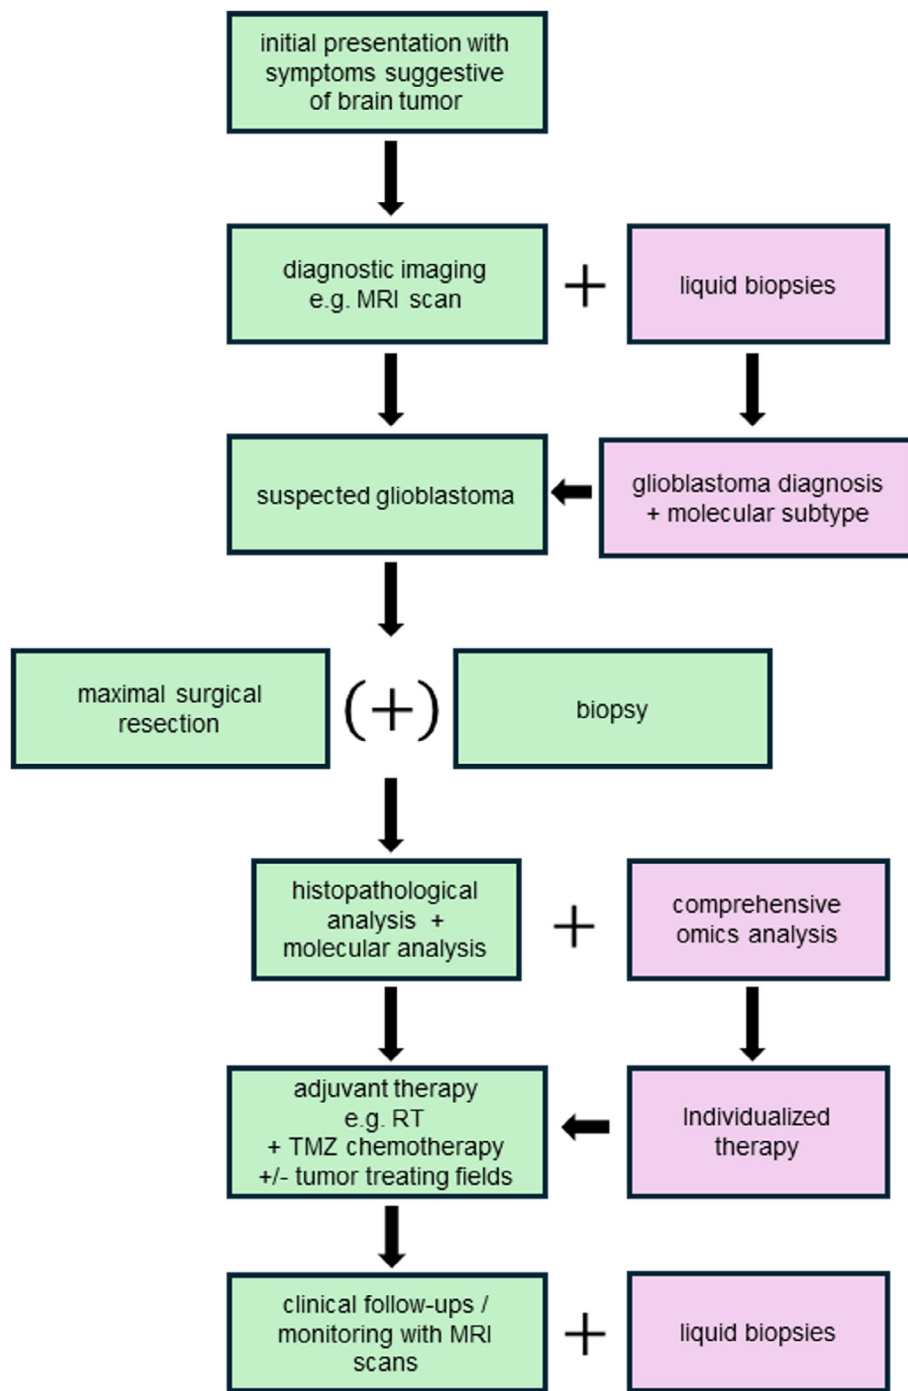 initial presentation with
symptoms suggestive
of brain tumor
diagnostic imaging
e.g. MRI scan
+
liquid biopsies
suspected glioblastoma
glioblastoma diagnosis
+ molecular subtype
maximal surgical
resection
(+)
biopsy
histopathological
analysis +
molecular analysis
+
comprehensive
omics analysis
adjuvant therapy
e.g. RT
+ TMZ chemotherapy
+/- tumor treating fields
Individualized
therapy
clinical follow-ups /
monitoring with MRI
scans
+
liquid biopsies